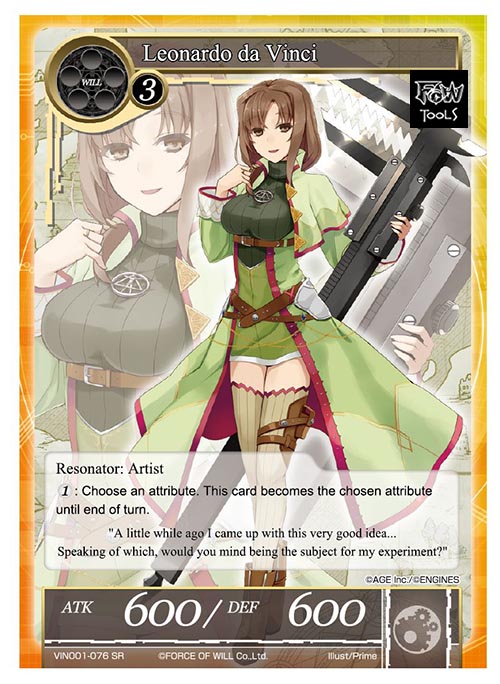 Leonardo da Vinci
WILL
3
FOW
TOOLS
Resonator: Artist
1 : Choose an attribute. This card becomes the chosen attribute
until end of turn.
"A little while ago I came up with this very good idea...
Speaking of which, would you mind being the subject for my experiment?"
©AGE Inc./©ENGINES
ATK 600/ DEF 600
VIN001-076 SR ©FORCE OF WILL Co.,Ltd. Illust/Prime